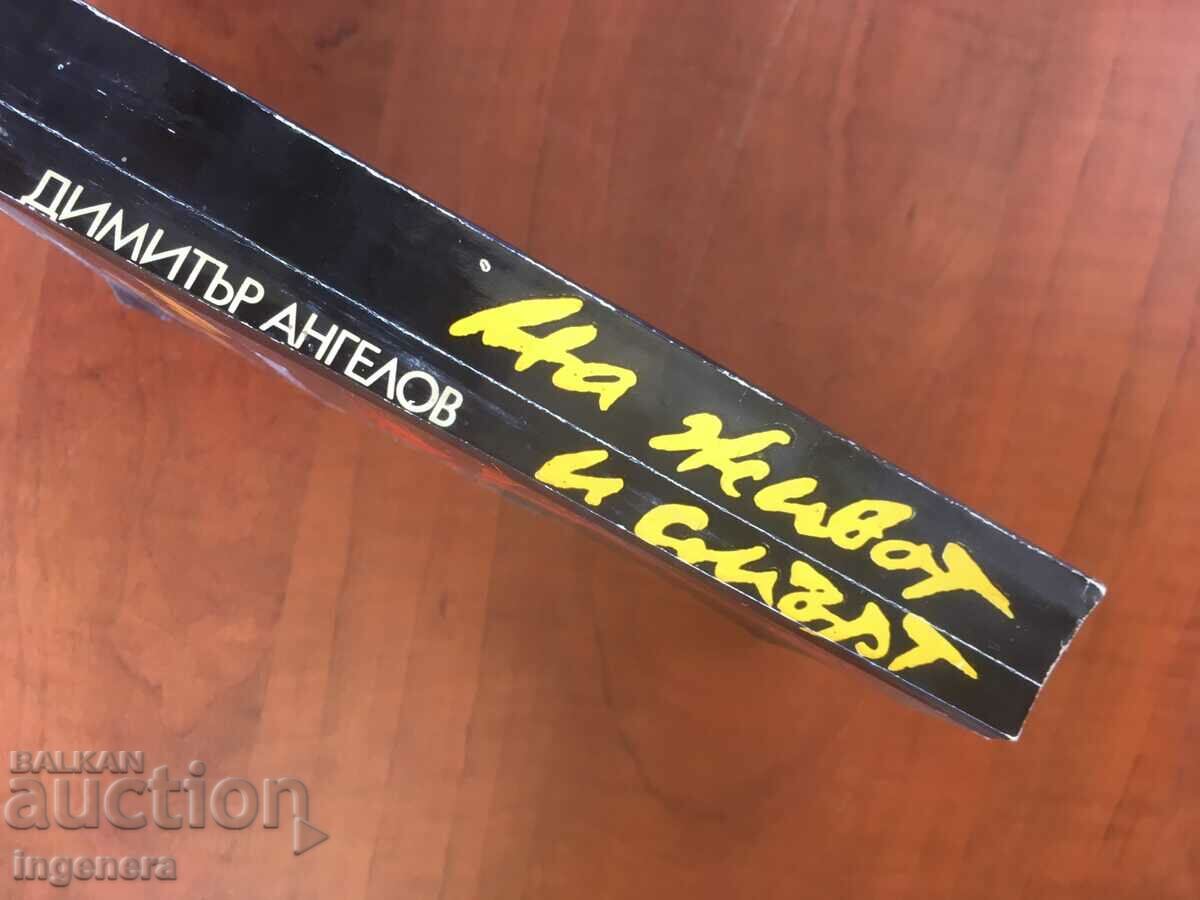 ДИМИТЪР АНГЕЛОВ
На живот
и смърт
BALKAN
auction
ingenera